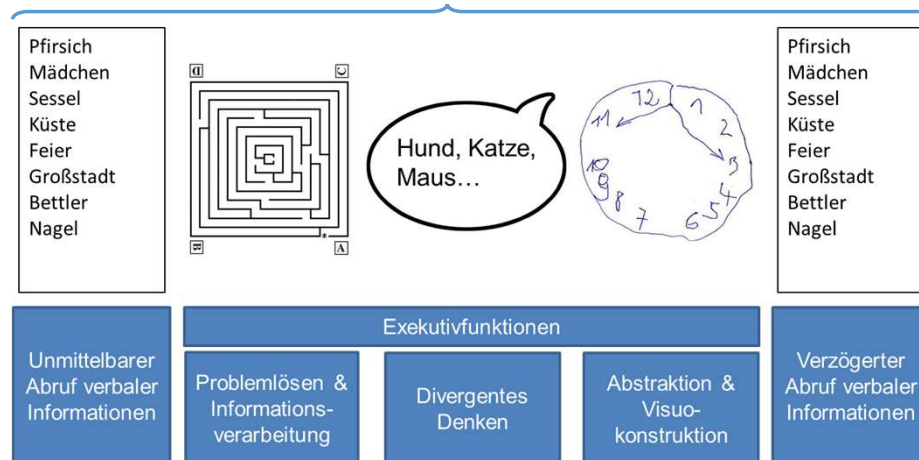 Pfirsich
Mädchen
Sessel
Küste
Feier
Großstadt
Bettler
Nagel
D
C
B
A
Hund, Katze,
Maus…
12
1
2
3
4
5
6
7
8
9
10
11
Pfirsich
Mädchen
Sessel
Küste
Feier
Großstadt
Bettler
Nagel
Unmittelbarer
Abruf verbaler
Informationen
Exekutivfunktionen
Problemlösen &
Informations-
verarbeitung
Divergentes
Denken
Abstraktion &
Visuo-
konstruktion
Verzögerter
Abruf verbaler
Informationen